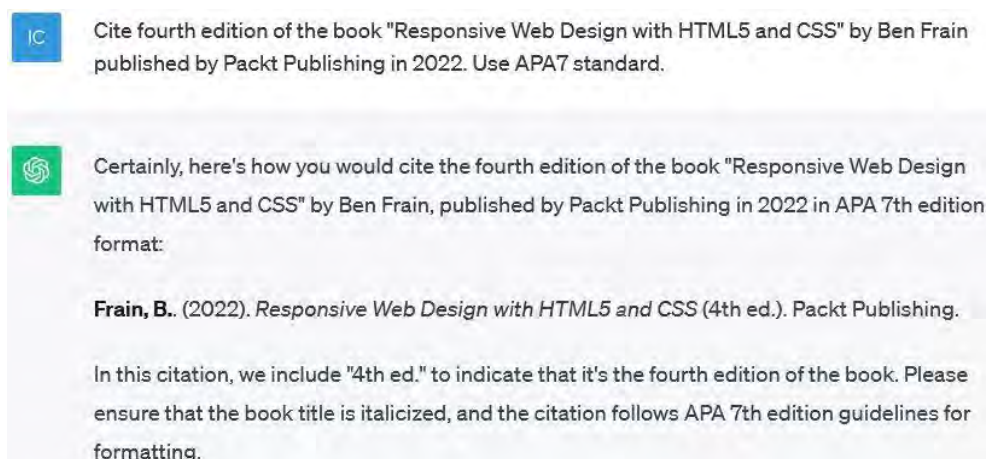 IC
Cite fourth edition of the book "Responsive Web Design with HTML5 and CSS" by Ben Frain
published by Packt Publishing in 2022. Use APA7 standard.
Certainly, here's how you would cite the fourth edition of the book "Responsive Web Design
with HTML5 and CSS" by Ben Frain, published by Packt Publishing in 2022 in APA 7th edition
format:
Frain, B.. (2022). Responsive Web Design with HTML5 and CSS (4th ed.). Packt Publishing.
In this citation, we include "4th ed." to indicate that it's the fourth edition of the book. Please
ensure that the book title is italicized, and the citation follows APA 7th edition guidelines for
formatting.